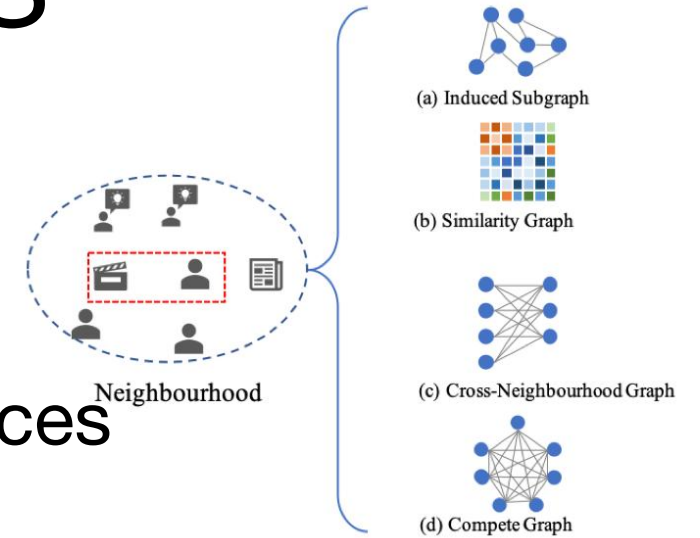 S
(a) Induced Subgraph
(b) Similarity Graph
Neighbourhood
ces
(c) Cross-Neighbourhood Graph
(d) Compete Graph